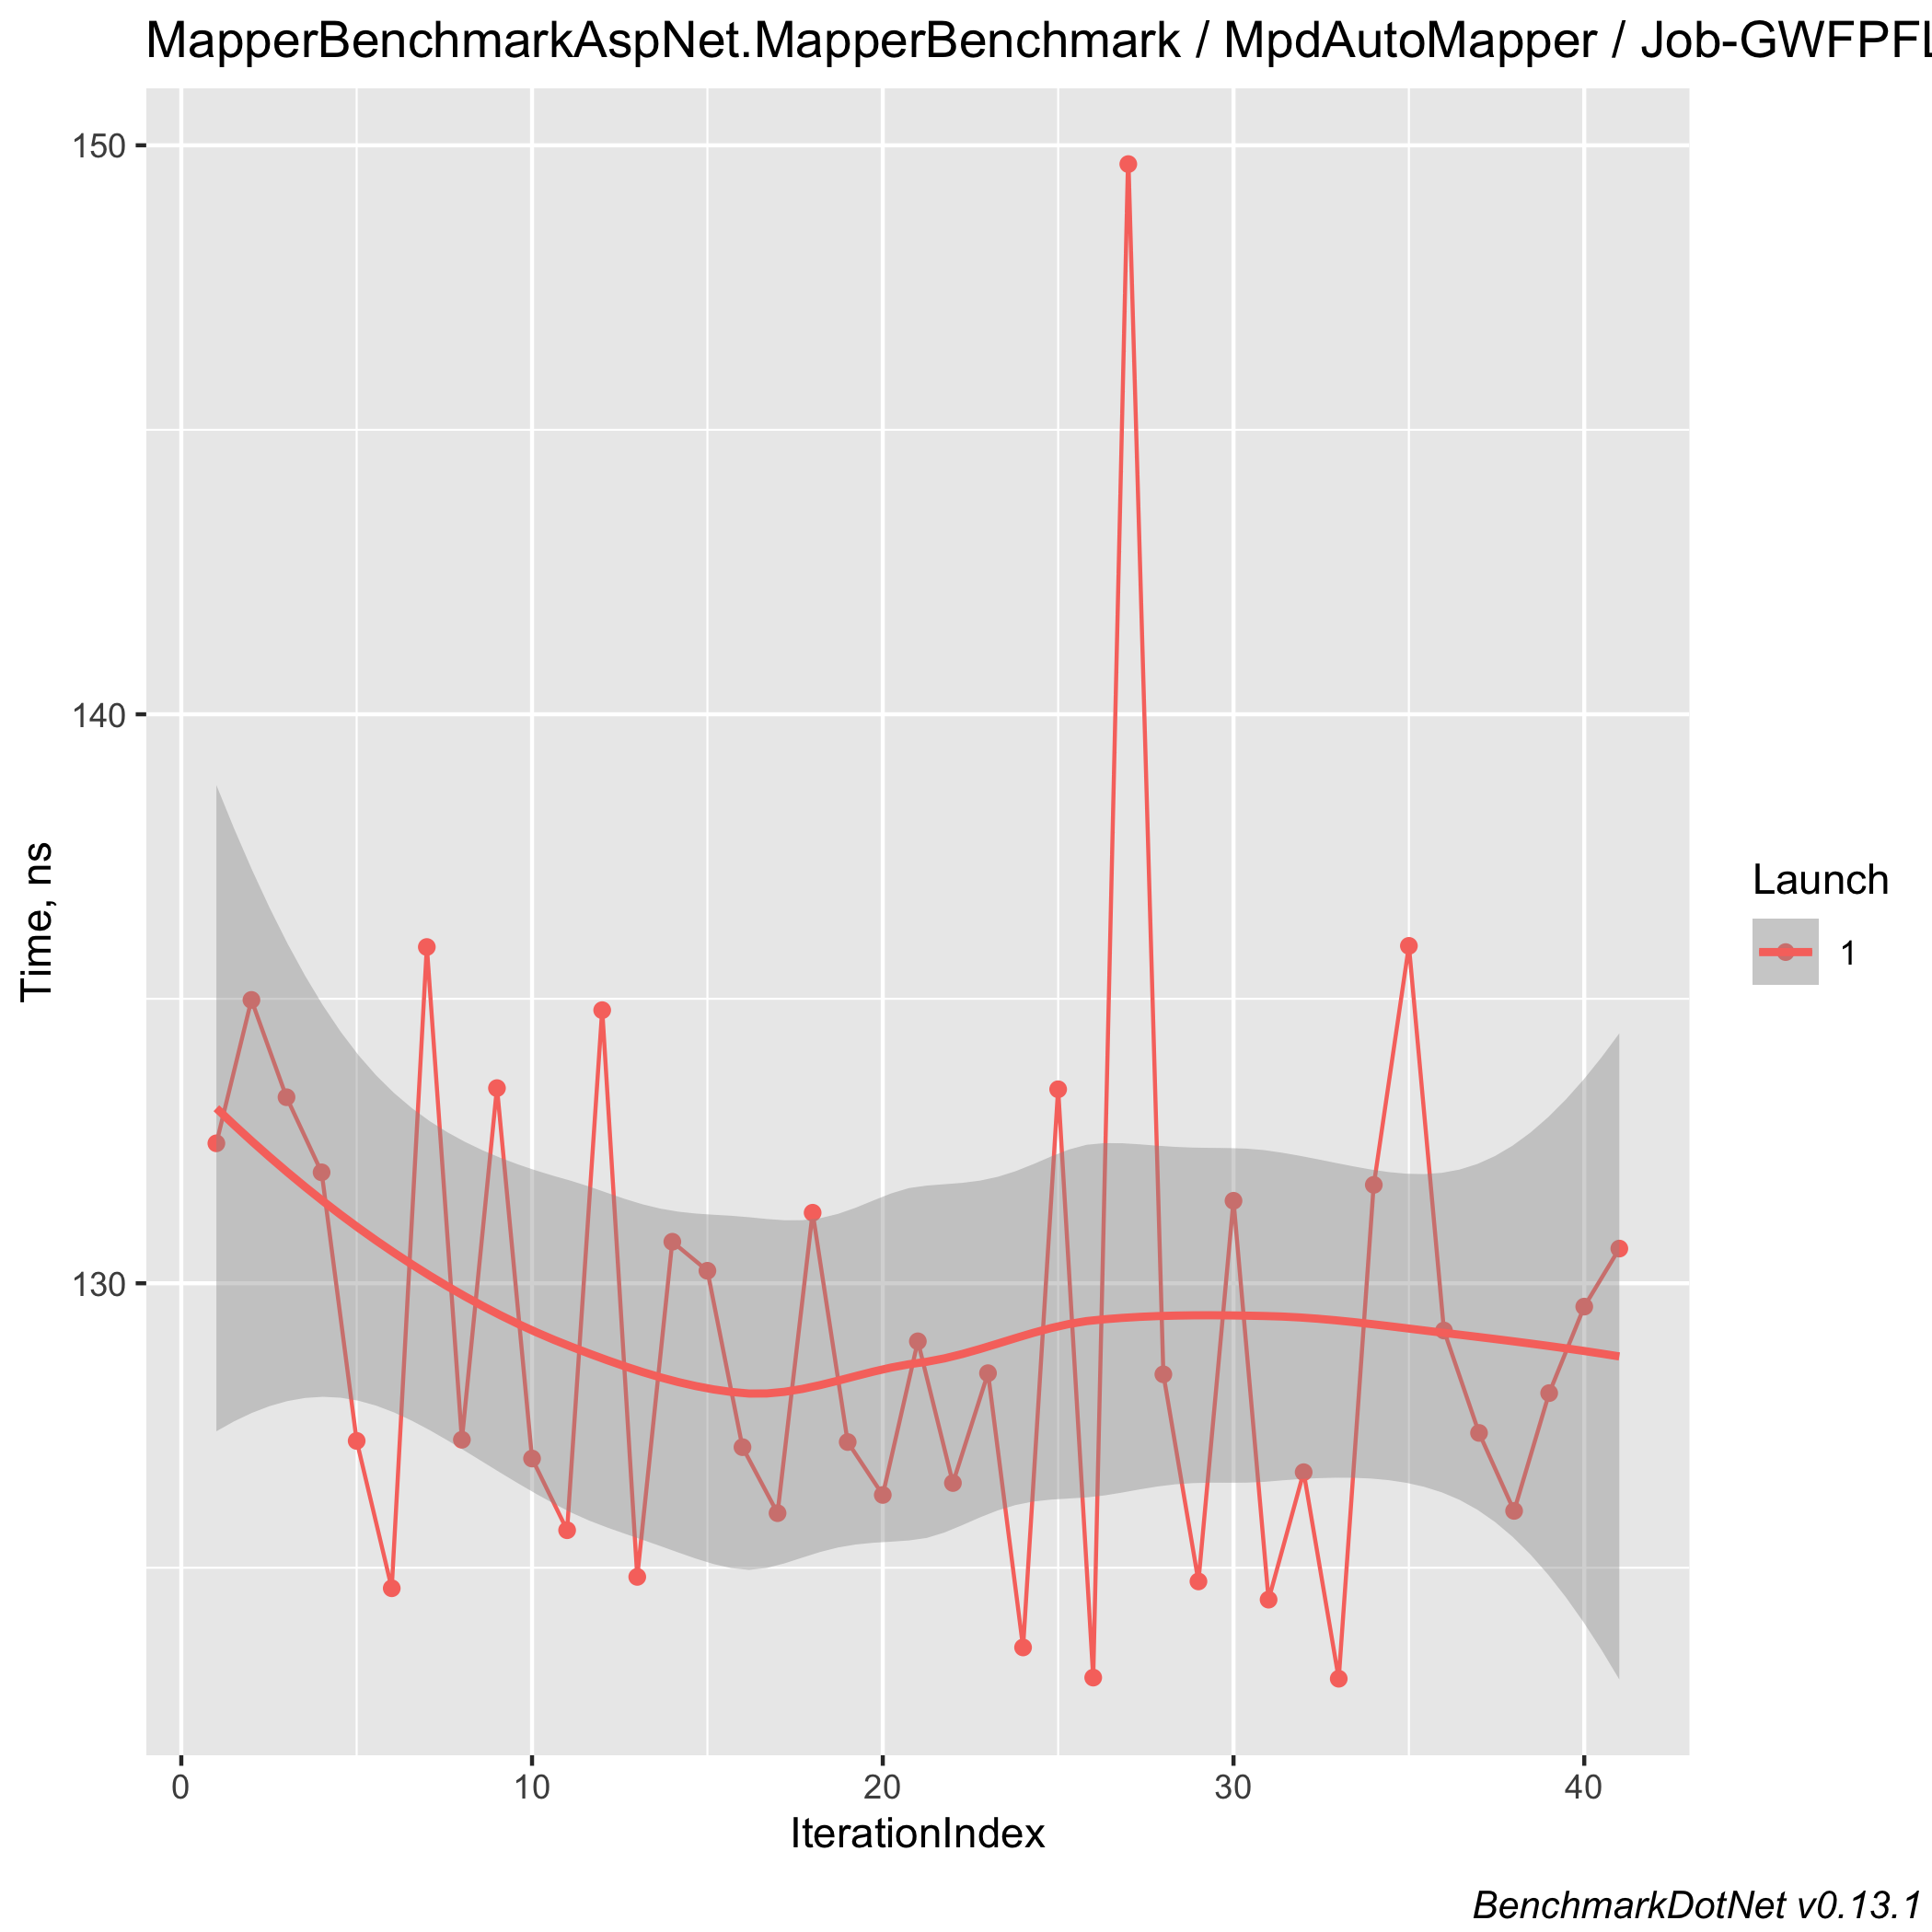 MapperBenchmarkAspNet.MapperBenchmark / MpdAutoMapper / Job-GWFPFL
150
140
130
Time, ns
Launch
1
0 10 20 30 40
IterationIndex
BenchmarkDotNet v0.13.1